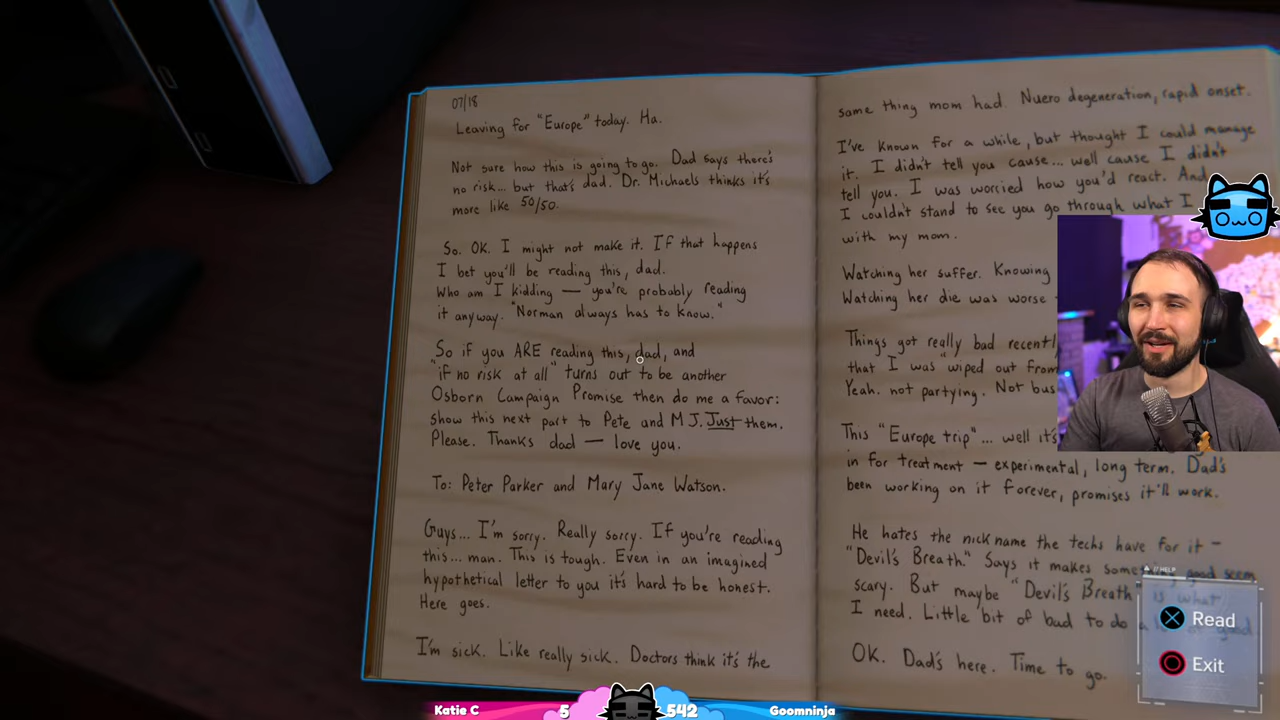 07/18
Leaving for "Europe" today. Ha.
Not sure how this is going to go. Dad says there's
no risk... but that's dad. Dr. Michaels thinks it's
more like 50/50.
So. OK. I might not make it. If that happens
I bet you'll be reading this, dad.
Who am I kidding — you're probably reading
it anyway. "Norman always has to know."
So if you ARE reading this, dad, and
"if no risk at all" turns out to be another
Osborn Campaign Promise then do me a favor:
show this next part to Pete and MJ. Just them.
Please. Thanks dad — love you.
To: Peter Parker and Mary Jane Watson.
Guys... I'm sorry. Really sorry. If you're reading
this... man. This is tough. Even in an imagined
hypothetical letter to you it's hard to be honest.
Here goes.
I'm sick. Like really sick. Doctors think it's the
same thing mom had. Nuero degeneration, rapid onset.
I've known for a while, but thought I could manage
it. I didn't tell you cause... well cause I didn't
tell you. I was worried how you'd react. And
I couldn't stand to see you go through what I
with my mom.
Watching her suffer. Knowing
Watching her die was worse
Things got really bad recently
that I was "wiped out from
Yeah. not partying. Not
This "Europe trip"... well it's
in for treatment — experimental, long term. Dad's
been working on it forever, promises it'll work.
He hates the nickname the techs have for it —
"Devil's Breath." Says it makes something good seem
scary. But maybe "Devil's Breath" is what
I need. Little bit of bad to do a
OK. Dad's here. Time to go.
HELP
Read
Exit
Katie C 5 542 Goomninja